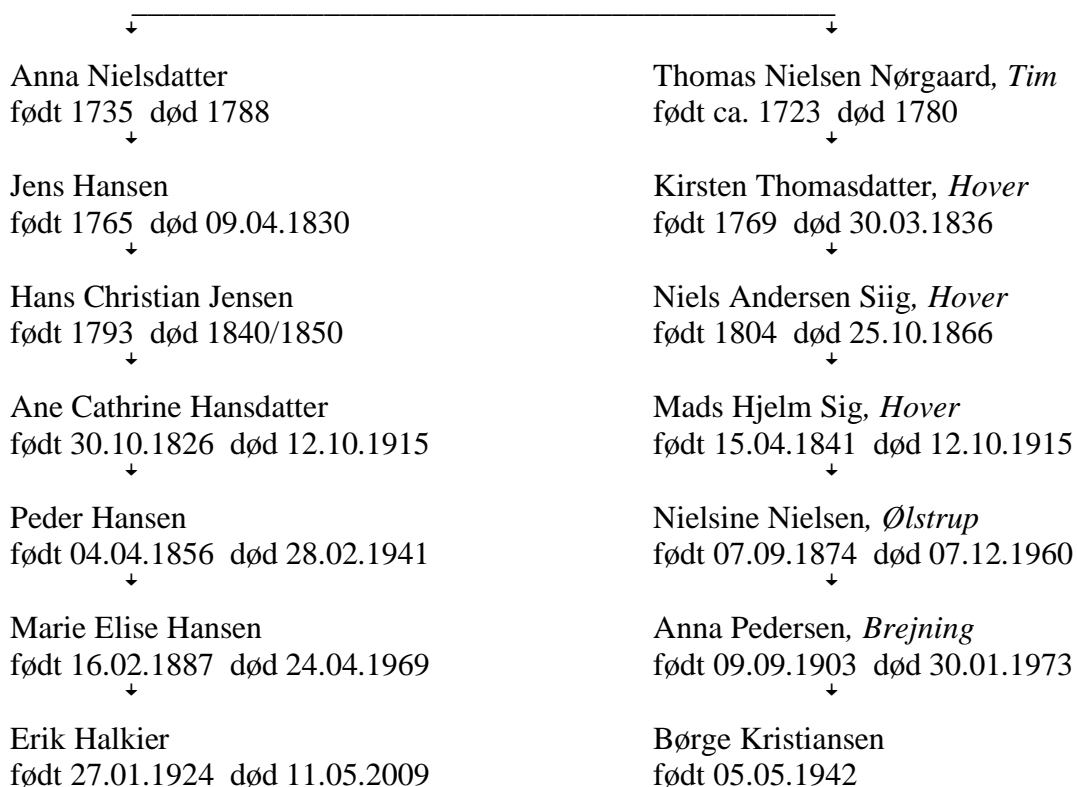 Anna Nielsdatter
født 1735 død 1788
Jens Hansen
født 1765 død 09.04.1830
Hans Christian Jensen
født 1793 død 1840/1850
Ane Cathrine Hansdatter
født 30.10.1826 død 12.10.1915
Peder Hansen
født 04.04.1856 død 28.02.1941
Marie Elise Hansen
født 16.02.1887 død 24.04.1969
Erik Halkier
født 27.01.1924 død 11.05.2009
Thomas Nielsen Nørgaard, Tim
født ca. 1723 død 1780
Kirsten Thomasdatter, Hover
født 1769 død 30.03.1836
Niels Andersen Siig, Hover
født 1804 død 25.10.1866
Mads Hjelm Sig, Hover
født 15.04.1841 død 12.10.1915
Nielsine Nielsen, Ølstrup
født 07.09.1874 død 07.12.1960
Anna Pedersen, Brejning
født 09.09.1903 død 30.01.1973
Børge Kristiansen
født 05.05.1942